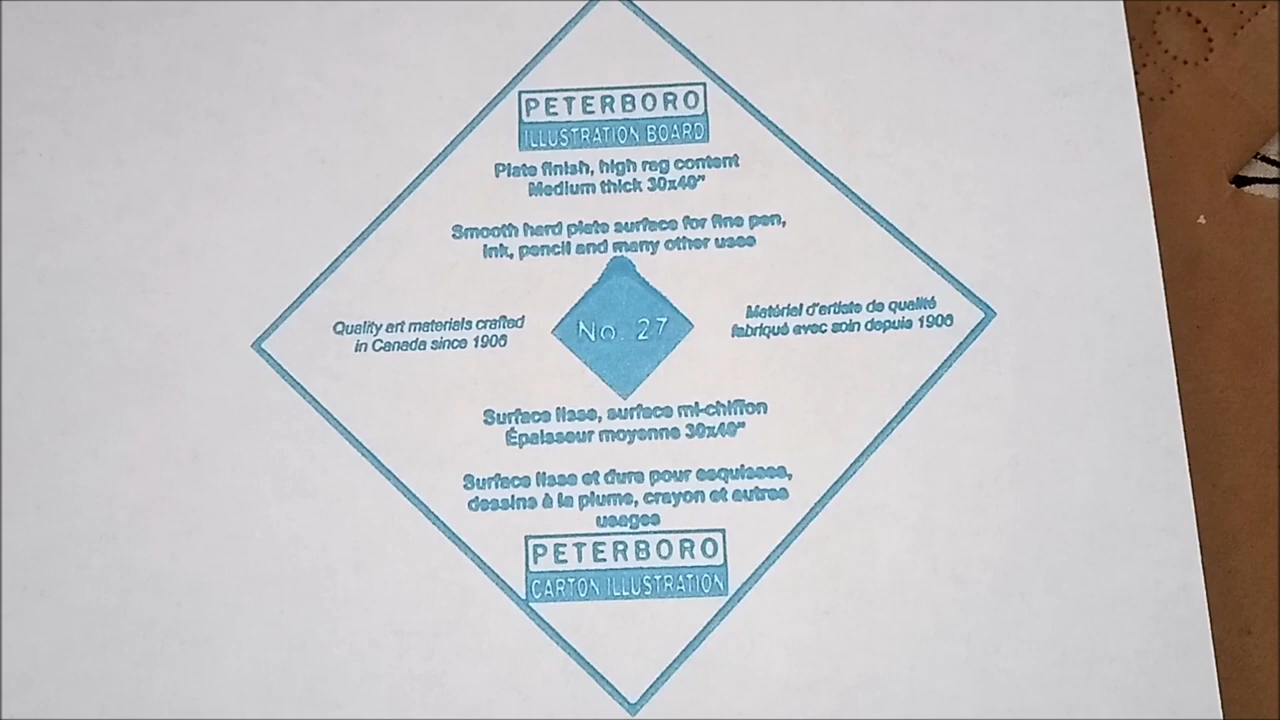 PETERBORO
ILLUSTRATION BOARD
Plate finish, high rag content
Medium thick 30x40"
Smooth hard plate surface for fine pen,
ink, pencil and many other uses
Quality art materials crafted
in Canada since 1906
No. 27
Matérial d'artiste de qualité
fabriqué avec soin depuis 1906
Surface lisse, surface mi-chiffon
Épaisseur moyenne 30x40"
Surface lisse et dure pour esquisses,
dessins à la plume, crayon et autres
usages
PETERBORO
CARTON ILLUSTRATION